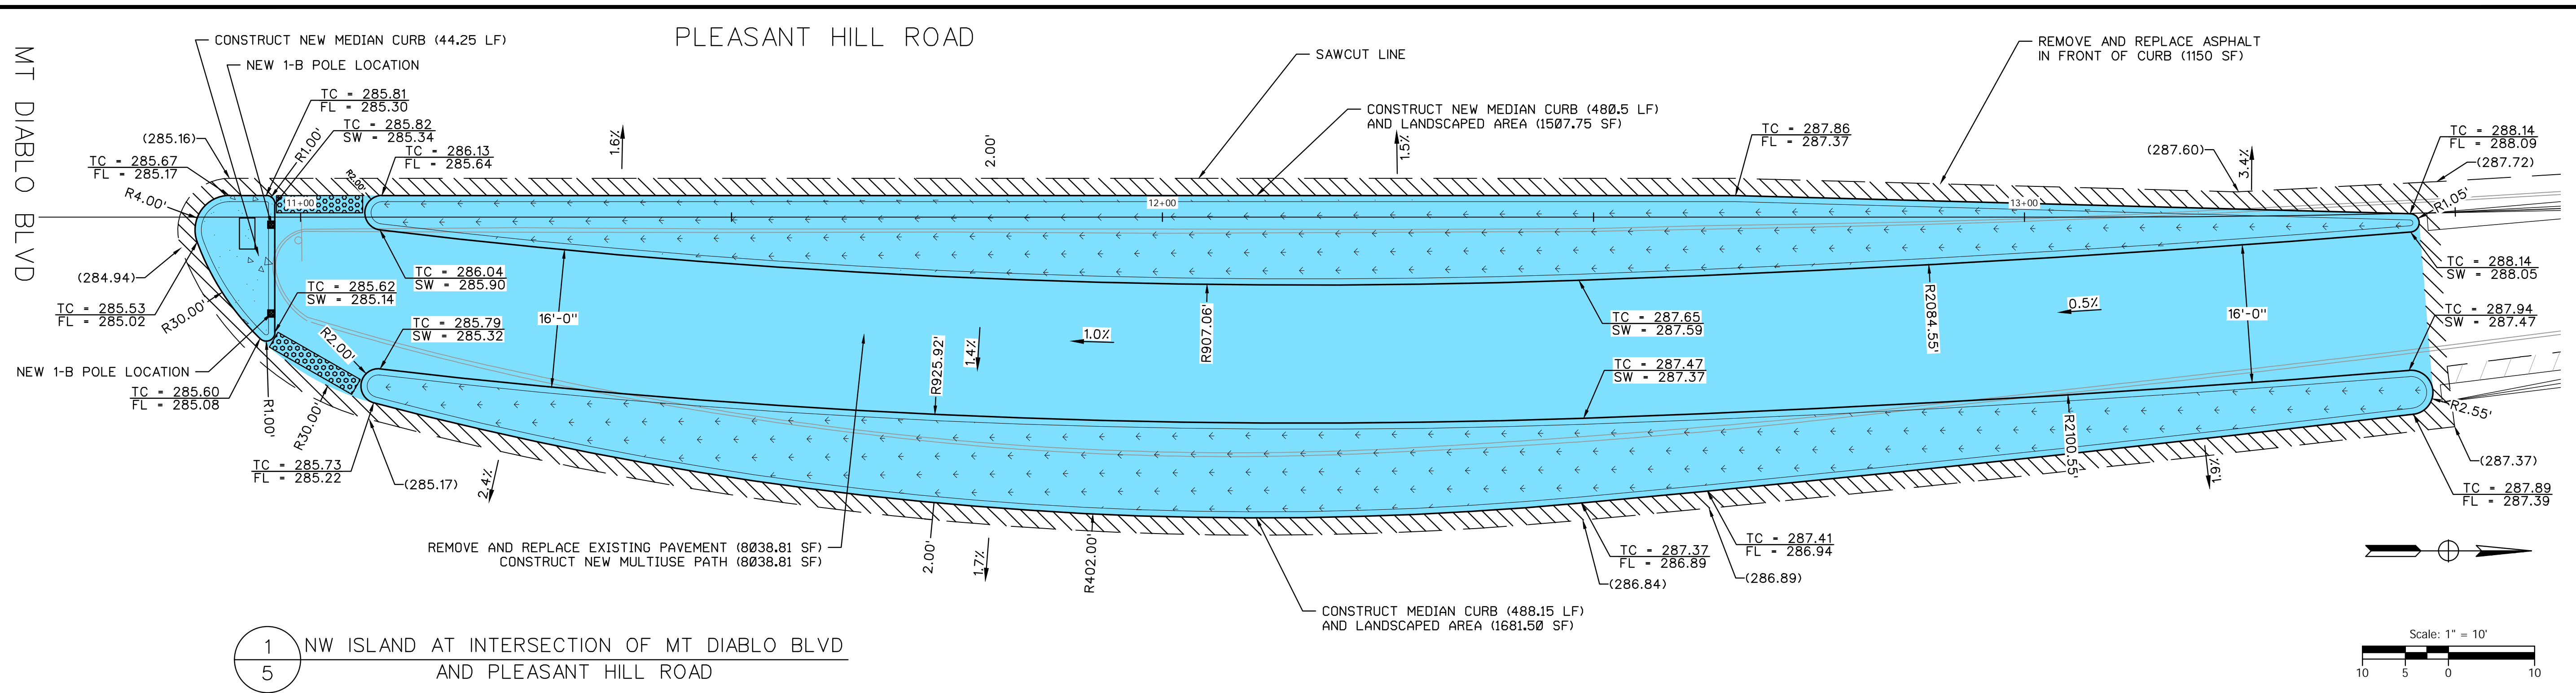 PLEASANT HILL ROAD
MT DIABLO BLVD
CONSTRUCT NEW MEDIAN CURB (44.25 LF)
NEW 1-B POLE LOCATION
TC = 285.81
FL = 285.30
TC = 285.82
SW = 285.34
R1.00'
(285.16)
TC = 285.67
FL = 285.17
TC = 286.13
FL = 285.64
R2.00'
R4.00'
11+00
1.6%
2.00'
SAWCUT LINE
CONSTRUCT NEW MEDIAN CURB (480.5 LF)
AND LANDSCAPED AREA (1507.75 SF)
1.5%
12+00
TC = 287.86
FL = 287.37
REMOVE AND REPLACE ASPHALT
IN FRONT OF CURB (1150 SF)
(287.60)
3.4%
TC = 288.14
FL = 288.09
(287.72)
R1.05'
13+00
(284.94)
TC = 285.53
FL = 285.02
R30.00'
TC = 286.04
SW = 285.90
TC = 285.62
SW = 285.14
TC = 285.79
SW = 285.32
R2.00'
16'-0"
NEW 1-B POLE LOCATION
TC = 285.60
FL = 285.08
R1.00'
R30.00'
R925.92'
1.4%
1.0%
R907.06'
TC = 287.65
SW = 287.59
TC = 287.47
SW = 287.37
R2084.55'
0.5%
16'-0"
TC = 288.14
SW = 288.05
TC = 287.94
SW = 287.47
R2.55'
R2100.55'
(287.37)
1.9%
TC = 287.89
FL = 287.39
TC = 285.73
FL = 285.22
(285.17)
2.4%
REMOVE AND REPLACE EXISTING PAVEMENT (8038.81 SF)
CONSTRUCT NEW MULTIUSE PATH (8038.81 SF)
2.00'
1.7%
R402.00'
TC = 287.37
FL = 286.89
(286.84)
TC = 287.41
FL = 286.94
(286.89)
CONSTRUCT MEDIAN CURB (488.15 LF)
AND LANDSCAPED AREA (1681.50 SF)
1
5
NW ISLAND AT INTERSECTION OF MT DIABLO BLVD
AND PLEASANT HILL ROAD
Scale: 1" = 10'
10 5 0 10